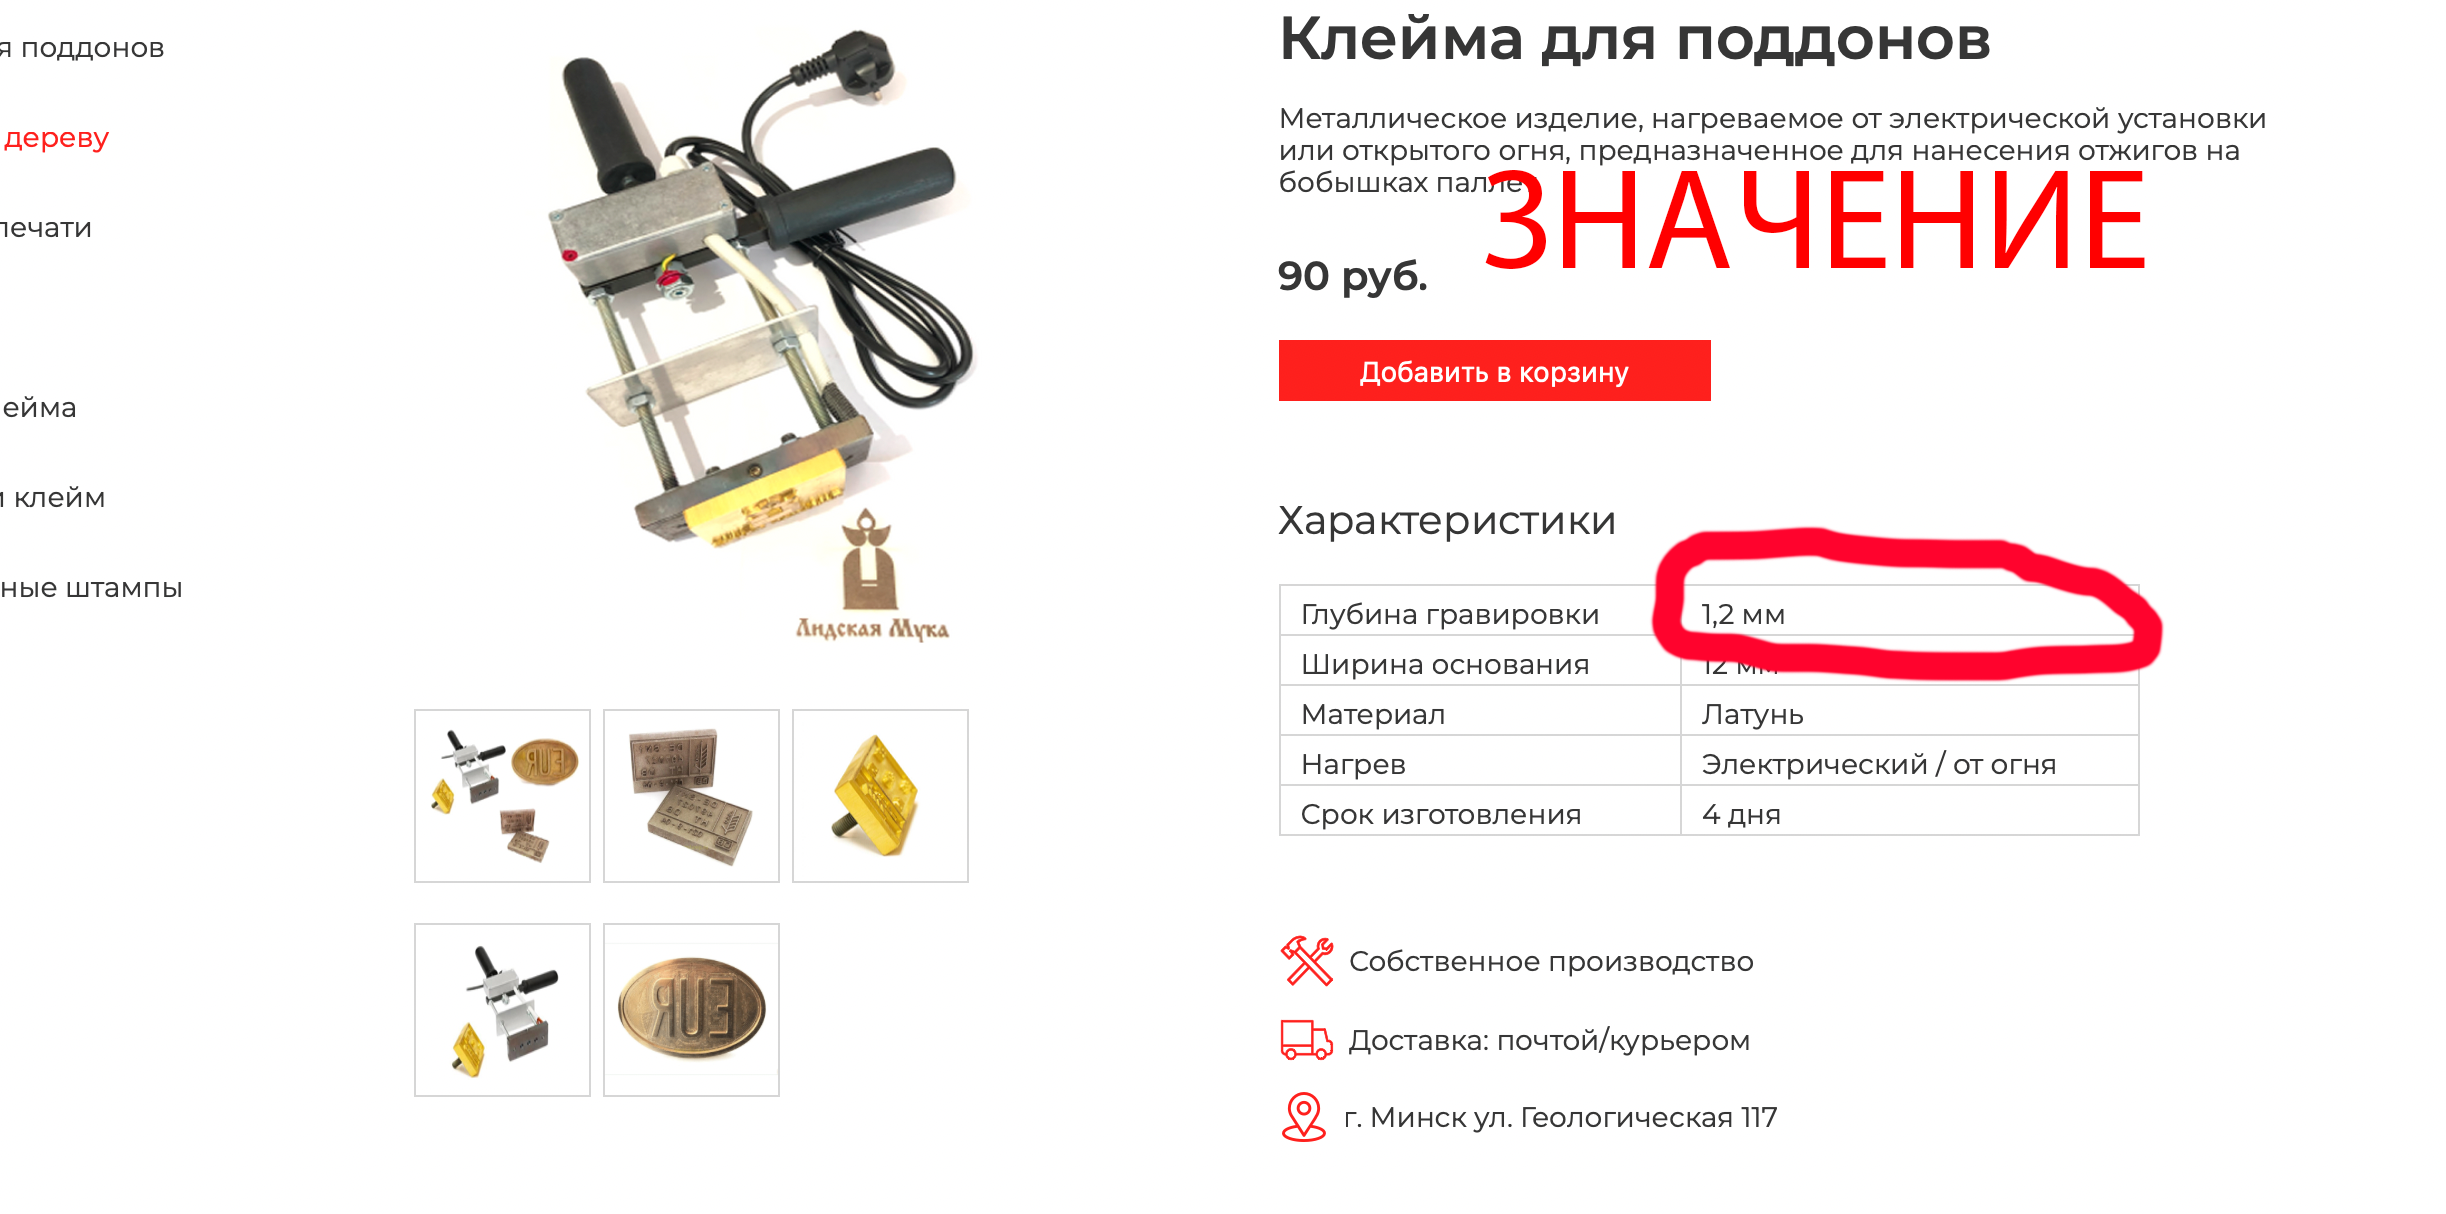 я поддонов
дереву
печати
ейма
и клейм
ные штампы
Лидская Мука
EUR
Клейма для поддонов
Металлическое изделие, нагреваемое от электрической установки
или открытого огня, предназначенное для нанесения отжигов на
бобышках палле
ЗНАЧЕНИЕ
90 руб.
Добавить в корзину
Характеристики
Глубина гравировки 1,2 мм
Ширина основания 12 мм
Материал Латунь
Нагрев Электрический / от огня
Срок изготовления 4 дня
Собственное производство
Доставка: почтой/курьером
г. Минск ул. Геологическая 117